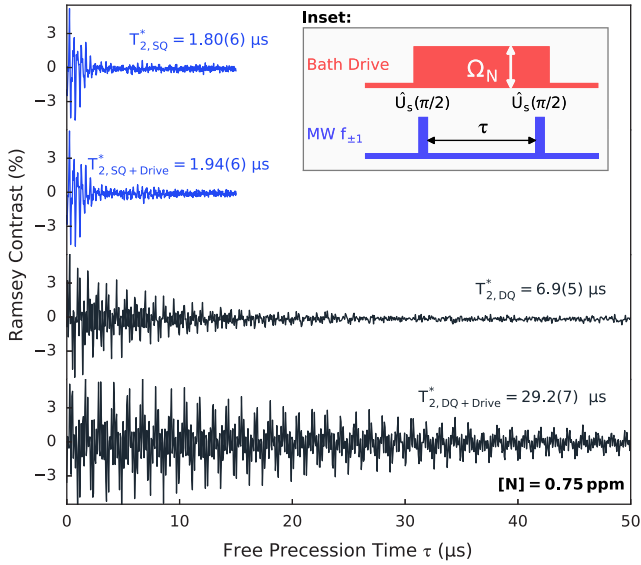 Inset:
Bath Drive
Ω_N
Û_s(π/2) Û_s(π/2)
MW f_±1
τ
T*_2,SQ = 1.80(6) μs
T*_2,SQ + Drive = 1.94(6) μs
T*_2,DQ = 6.9(5) μs
T*_2,DQ + Drive = 29.2(7) μs
[N] = 0.75 ppm
Ramsey Contrast (%)
3
0
−3
3
0
−3
3
0
−3
3
0
−3
0 10 20 30 40 50
Free Precession Time τ (μs)